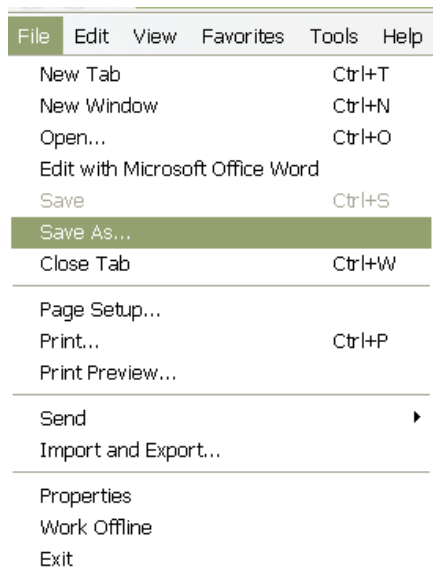 File Edit View Favorites Tools Help
New Tab Ctrl+T
New Window Ctrl+N
Open... Ctrl+O
Edit with Microsoft Office Word
Save Ctrl+S
Save As...
Close Tab Ctrl+W
Page Setup...
Print... Ctrl+P
Print Preview...
Send
Import and Export...
Properties
Work Offline
Exit